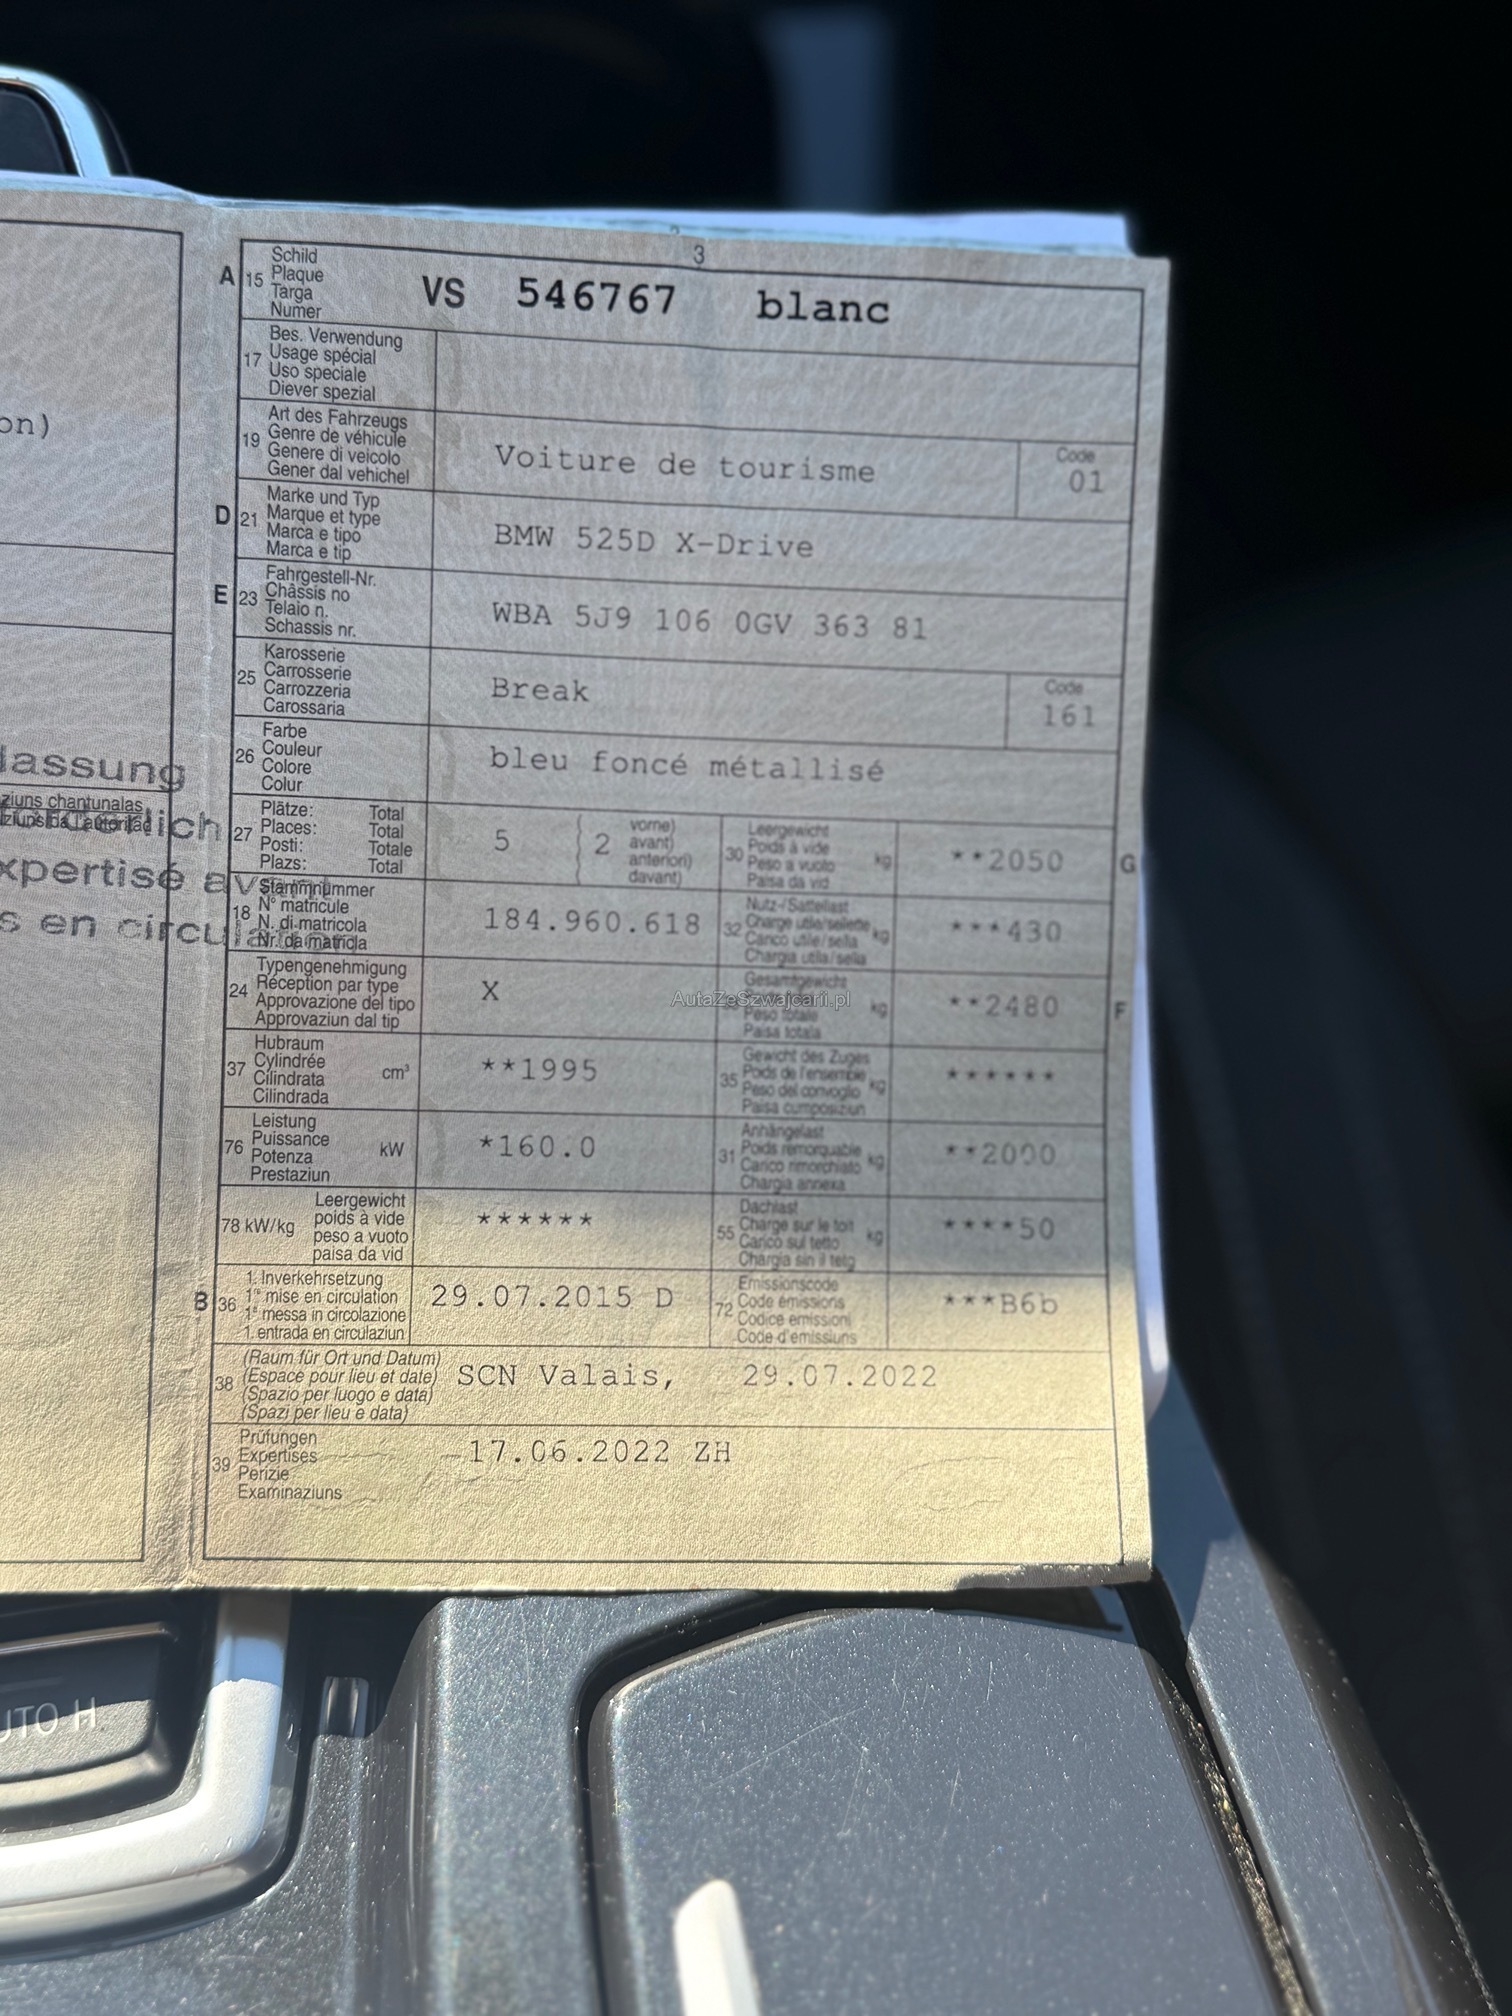 3
A 15 Schild
Plaque
Targa
Numer
VS 546767 blanc
17 Bes. Verwendung
Usage spécial
Uso speciale
Diever spezial
19 Art des Fahrzeugs
Genre de véhicule
Genere di veicolo
Gener dal vehichel
Voiture de tourisme
Code
01
D 21 Marke und Typ
Marque et type
Marca e tipo
Marca e tip
BMW 525D X-Drive
E 23 Fahrgestell-Nr.
Châssis no
Telaio n.
Schassis nr.
WBA 5J9 106 0GV 363 81
25 Karosserie
Carrosserie
Carrozzeria
Carossaria
Break
Code
161
26 Farbe
Couleur
Colore
Colur
bleu foncé métallisé
27 Plätze: Total
Places: Total
Posti: Totale
Plazs: Total
5
2 vorne)
avant)
anteriori)
davant)
30 Leergewicht
Poids à vide
Peso a vuoto
Paisa da vid
kg
**2050
G
18 Stammnummer
N° matricule
N. di matricola
Nr. da matricla
184.960.618
32 Nutz-/Sattellast
Charge utile/sellette
Carico utile/sella
Chargia utila/sella
kg
***430
24 Typengenehmigung
Réception par type
Approvazione del tipo
Approvaziun dal tip
X
Gesamtgewicht
Peso totale
Paisa totala
kg
**2480
F
37 Hubraum
Cylindrée
Cilindrata
Cilindrada
cm³
**1995
35 Gewicht des Zuges
Poids de l'ensemble
Peso del convoglio
Paisa cumposiziun
kg
******
76 Leistung
Puissance
Potenza
Prestaziun
kW
*160.0
31 Anhängelast
Poids remorquable
Carico rimorchiato
Chargia annexa
kg
**2000
78 kW/kg
Leergewicht
poids à vide
peso a vuoto
paisa da vid
******
55 Dachlast
Charge sur le toit
Carico sul tetto
Chargia sin il tetg
kg
****50
B 36 1. Inverkehrsetzung
1re mise en circulation
1a messa in circolazione
1. entrada en circulaziun
29.07.2015 D
72 Emissionscode
Code émissions
Codice emissioni
Code d'emissiuns
***B6b
38 (Raum für Ort und Datum)
(Espace pour lieu et date)
(Spazio per luogo e data)
(Spazi per lieu e data)
SCN Valais, 29.07.2022
39 Prüfungen
Expertises
Perizie
Examinaziuns
17.06.2022 ZH
on)
lassung
ziuns chantunalas
lich
xpertisé avant
s en circula
AutaZeSzwajcarii.pl
UTO H